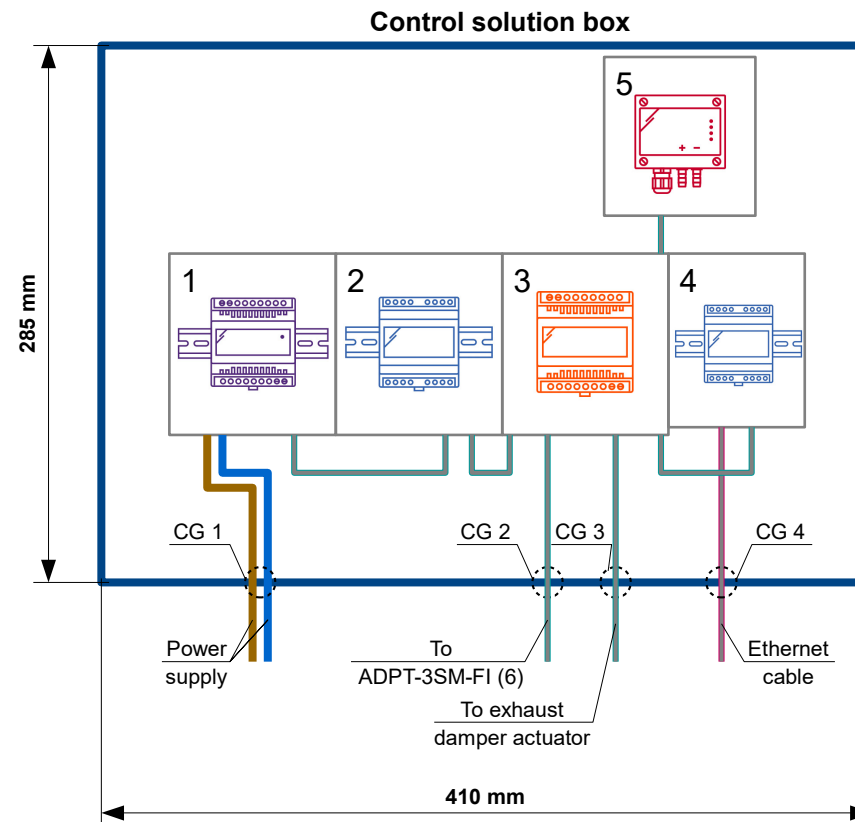 Control solution box
5
+ −
1
2
3
4
285 mm
CG 1
CG 2
CG 3
CG 4
Power
supply
To
ADPT-3SM-FI (6)
Ethernet
cable
To exhaust
damper actuator
410 mm